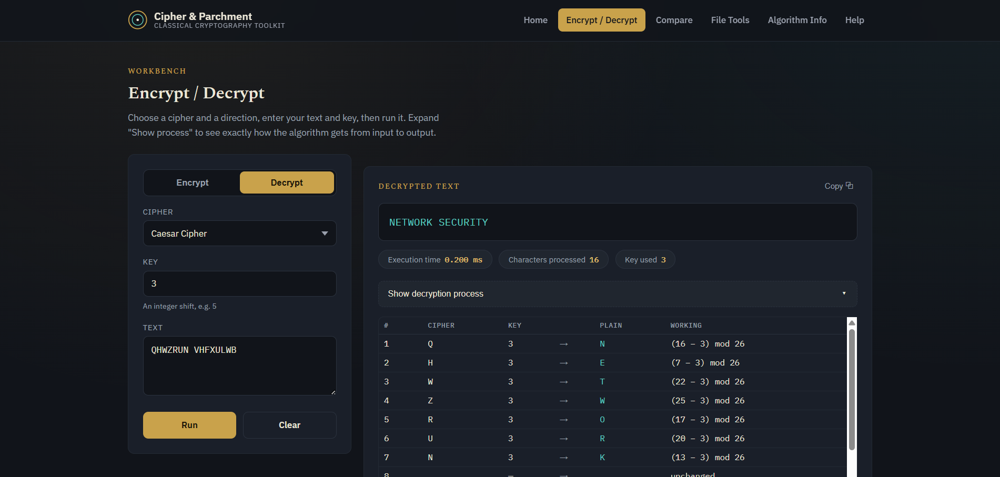 Cipher & Parchment
CLASSICAL CRYPTOGRAPHY TOOLKIT
Home Encrypt / Decrypt Compare File Tools Algorithm Info Help
WORKBENCH
Encrypt / Decrypt
Choose a cipher and a direction, enter your text and key, then run it. Expand
"Show process" to see exactly how the algorithm gets from input to output.
Encrypt Decrypt
CIPHER
Caesar Cipher
KEY
3
An integer shift, e.g. 5
TEXT
QHWZRUN VHFXULWB
Run Clear
DECRYPTED TEXT Copy
NETWORK SECURITY
Execution time 0.200 ms Characters processed 16 Key used 3
Show decryption process
# CIPHER KEY PLAIN WORKING
1 Q 3 → N (16 − 3) mod 26
2 H 3 → E (7 − 3) mod 26
3 W 3 → T (22 − 3) mod 26
4 Z 3 → W (25 − 3) mod 26
5 R 3 → O (17 − 3) mod 26
6 U 3 → R (20 − 3) mod 26
7 N 3 → K (13 − 3) mod 26
8 — → unchanged